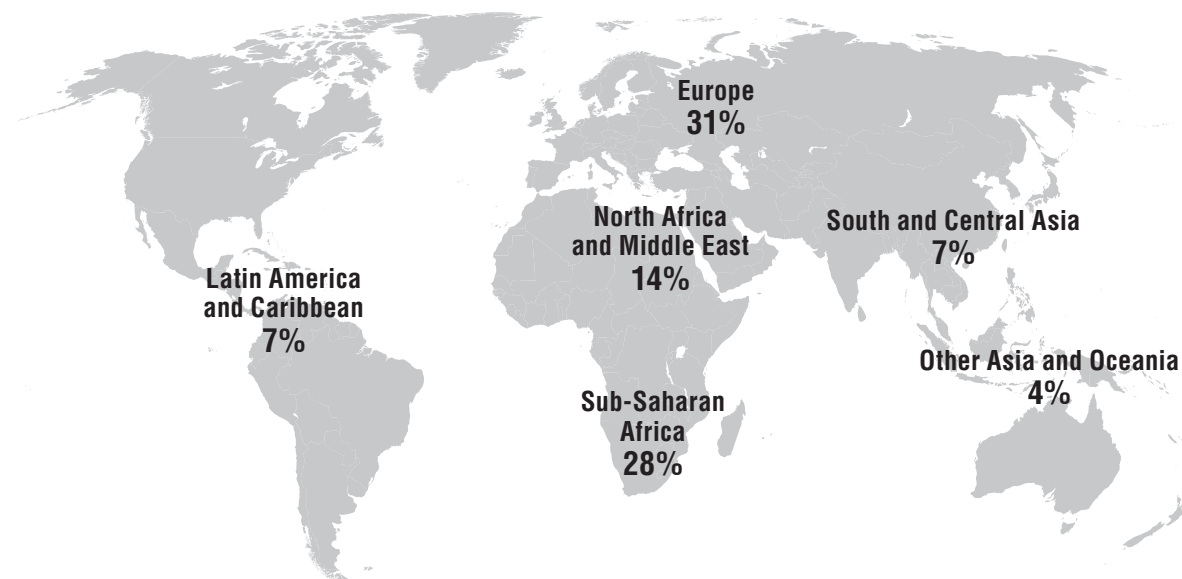 Europe
31%
North Africa
and Middle East
14%
South and Central Asia
7%
Latin America
and Caribbean
7%
Other Asia and Oceania
4%
Sub-Saharan
Africa
28%